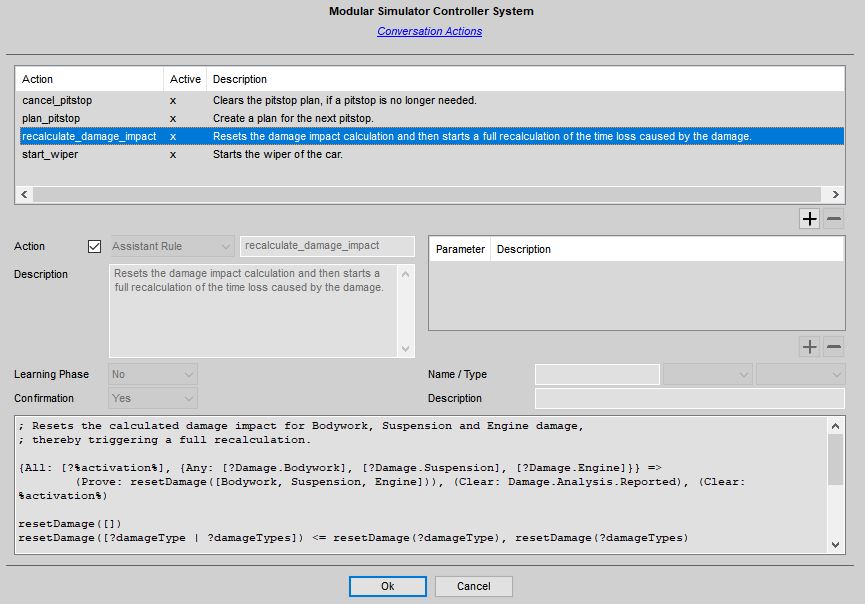 Modular Simulator Controller System
Conversation Actions
Action Active Description
cancel_pitstop x Clears the pitstop plan, if a pitstop is no longer needed.
plan_pitstop x Create a plan for the next pitstop.
recalculate_damage_impact x Resets the damage impact calculation and then starts a full recalculation of the time loss caused by the damage.
start_wiper x Starts the wiper of the car.
Action Assistant Rule recalculate_damage_impact
Parameter Description
Description Resets the damage impact calculation and then starts a
full recalculation of the time loss caused by the damage.
Learning Phase No
Name / Type
Confirmation Yes
Description
; Resets the calculated damage impact for Bodywork, Suspension and Engine damage,
; thereby triggering a full recalculation.
{All: [?%activation%], {Any: [?Damage.Bodywork], [?Damage.Suspension], [?Damage.Engine]}} =>
(Prove: resetDamage([Bodywork, Suspension, Engine])), (Clear: Damage.Analysis.Reported), (Clear:
%activation%)
resetDamage([])
resetDamage([?damageType | ?damageTypes]) <= resetDamage(?damageType), resetDamage(?damageTypes)
Ok Cancel